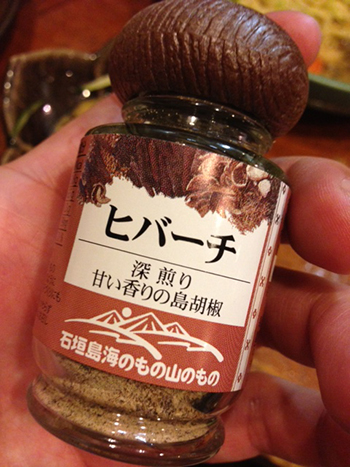 ヒバーチ
深煎り
甘い香りの島胡椒
石垣島海のもの山のもの